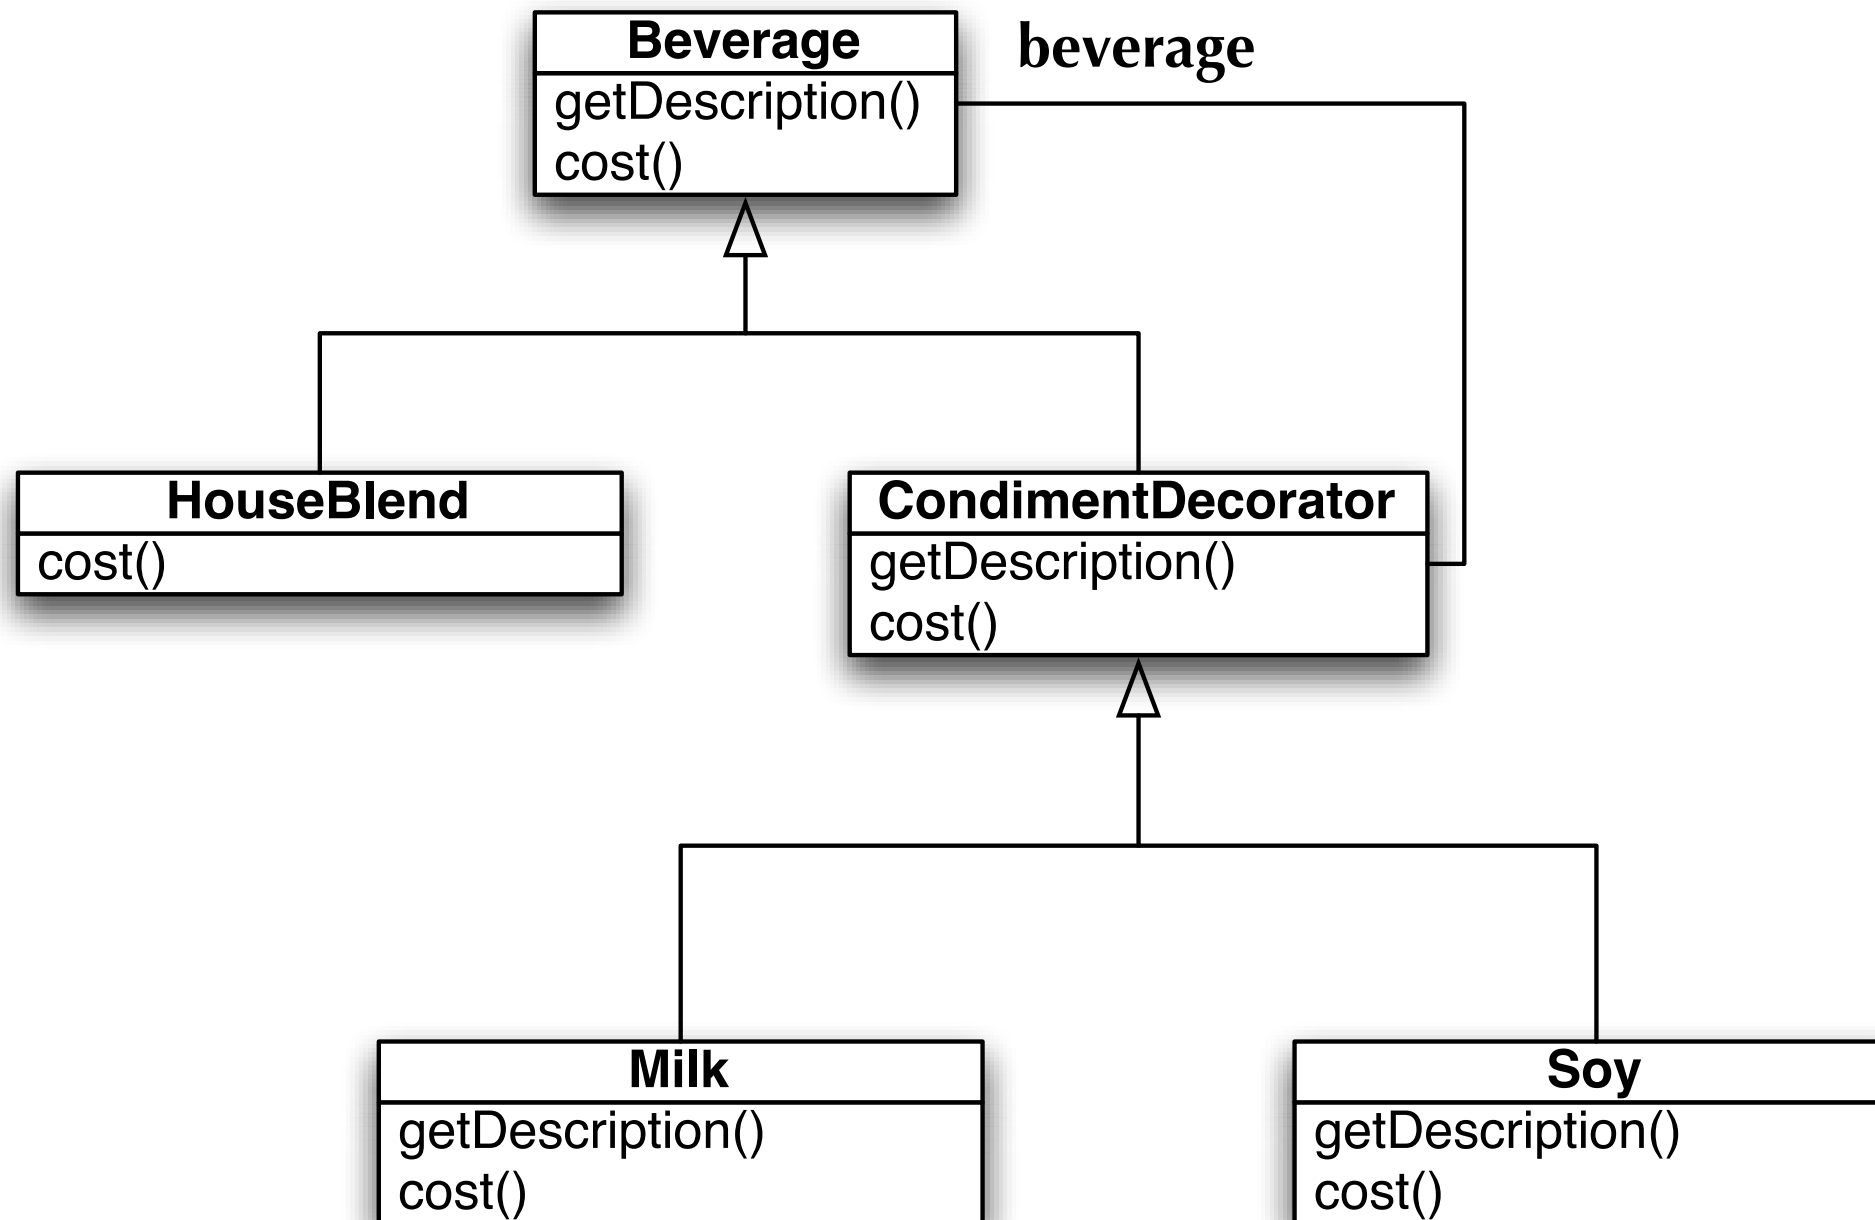 Beverage
beverage
getDescription()
cost()
HouseBlend
cost()
CondimentDecorator
getDescription()
cost()
Milk
getDescription()
cost()
Soy
getDescription()
cost()